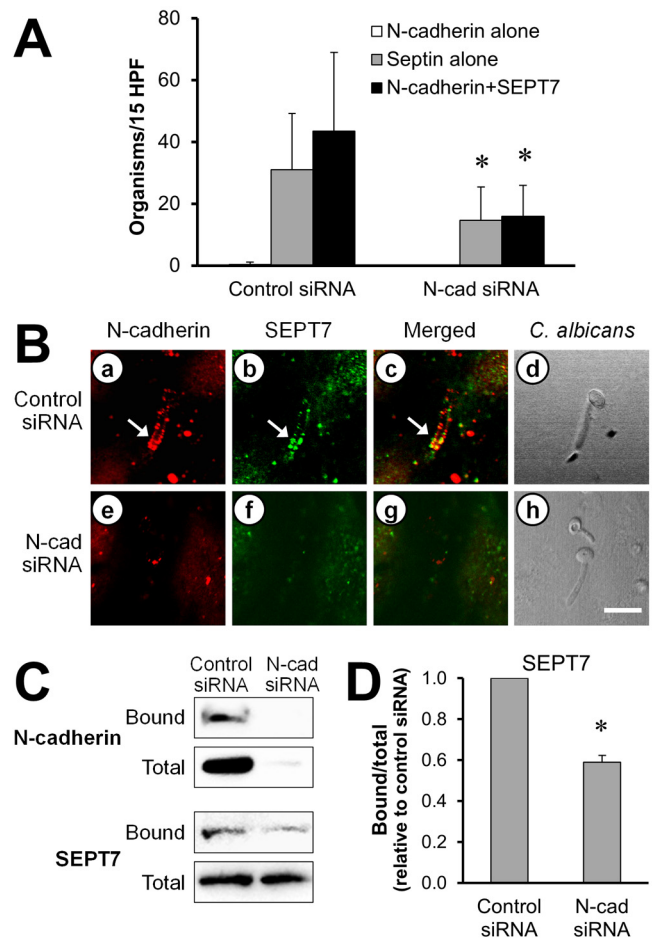 A
Organisms/15 HPF
80
60
40
20
0
N-cadherin alone
Septin alone
N-cadherin+SEPT7
*
*
Control siRNA
N-cad siRNA
B
N-cadherin
SEPT7
Merged
C. albicans
Control
siRNA
a
b
c
d
N-cad
siRNA
e
f
g
h
C
Control
siRNA
N-cad
siRNA
N-cadherin
Bound
Total
SEPT7
Bound
Total
D
SEPT7
Bound/total
(relative to control siRNA)
1.0
0.8
0.6
0.4
0.2
0.0
*
Control
siRNA
N-cad
siRNA